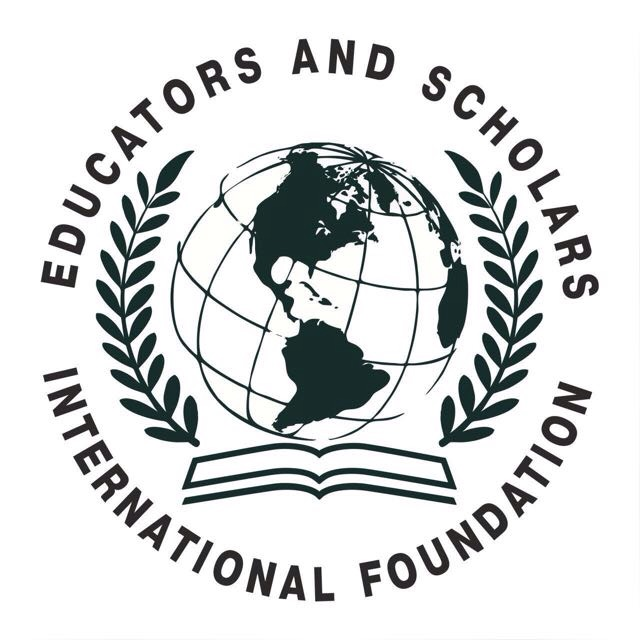 EDUCATORS AND SCHOLARS
INTERNATIONAL FOUNDATION